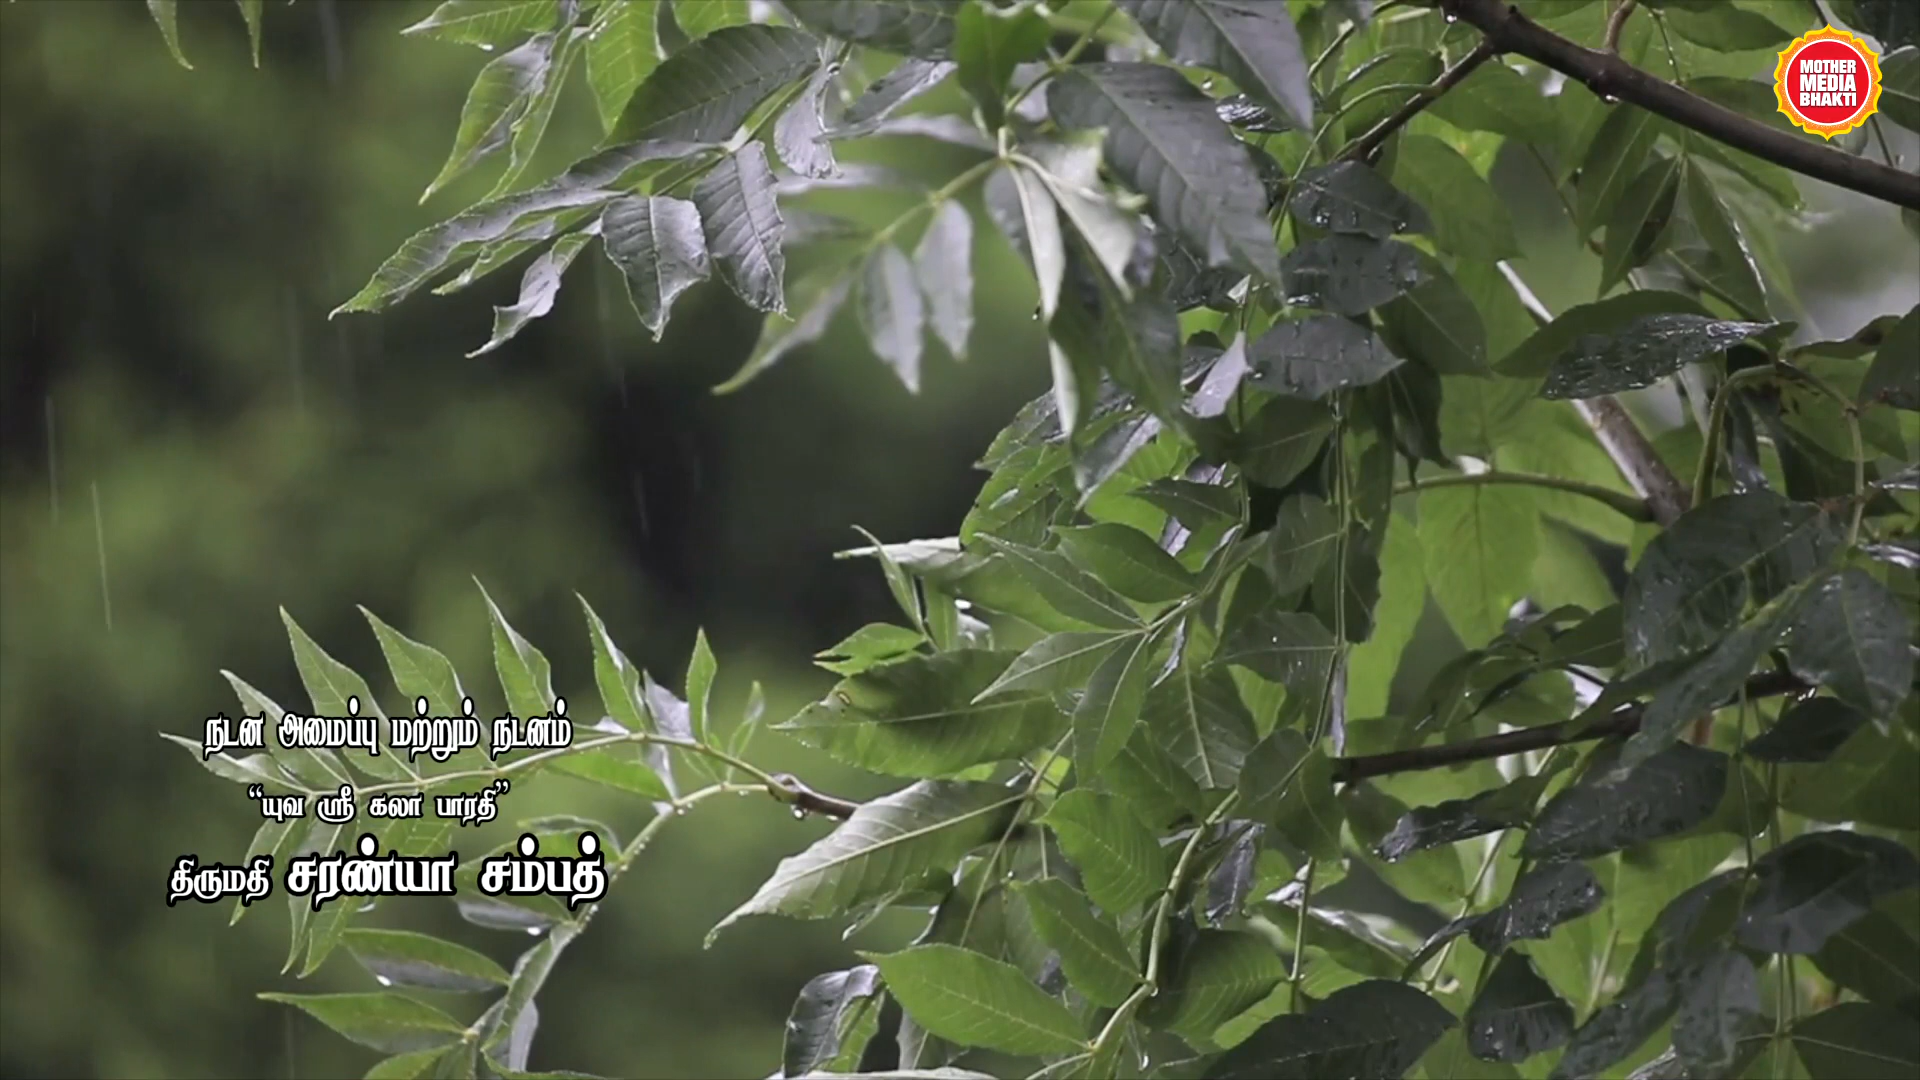 MOTHER
MEDIA
BHAKTI
நடன அமைப்பு மற்றும் நடனம்
“யுவ ஸ்ரீ கலா பாரதி”
திருமதி சரண்யா சம்பத்